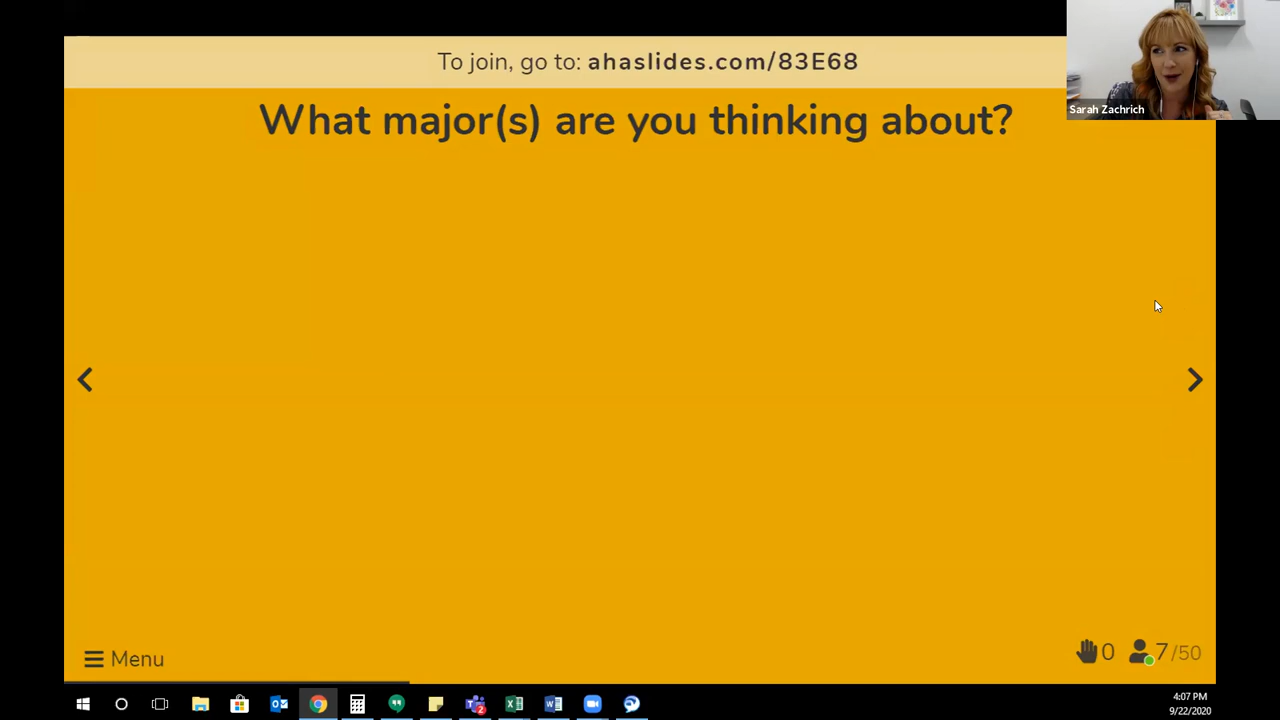 To join, go to: ahaslides.com/83E68
Sarah Zachrich
What major(s) are you thinking about?
Menu
0
7/50
2
4:07 PM
9/22/2020